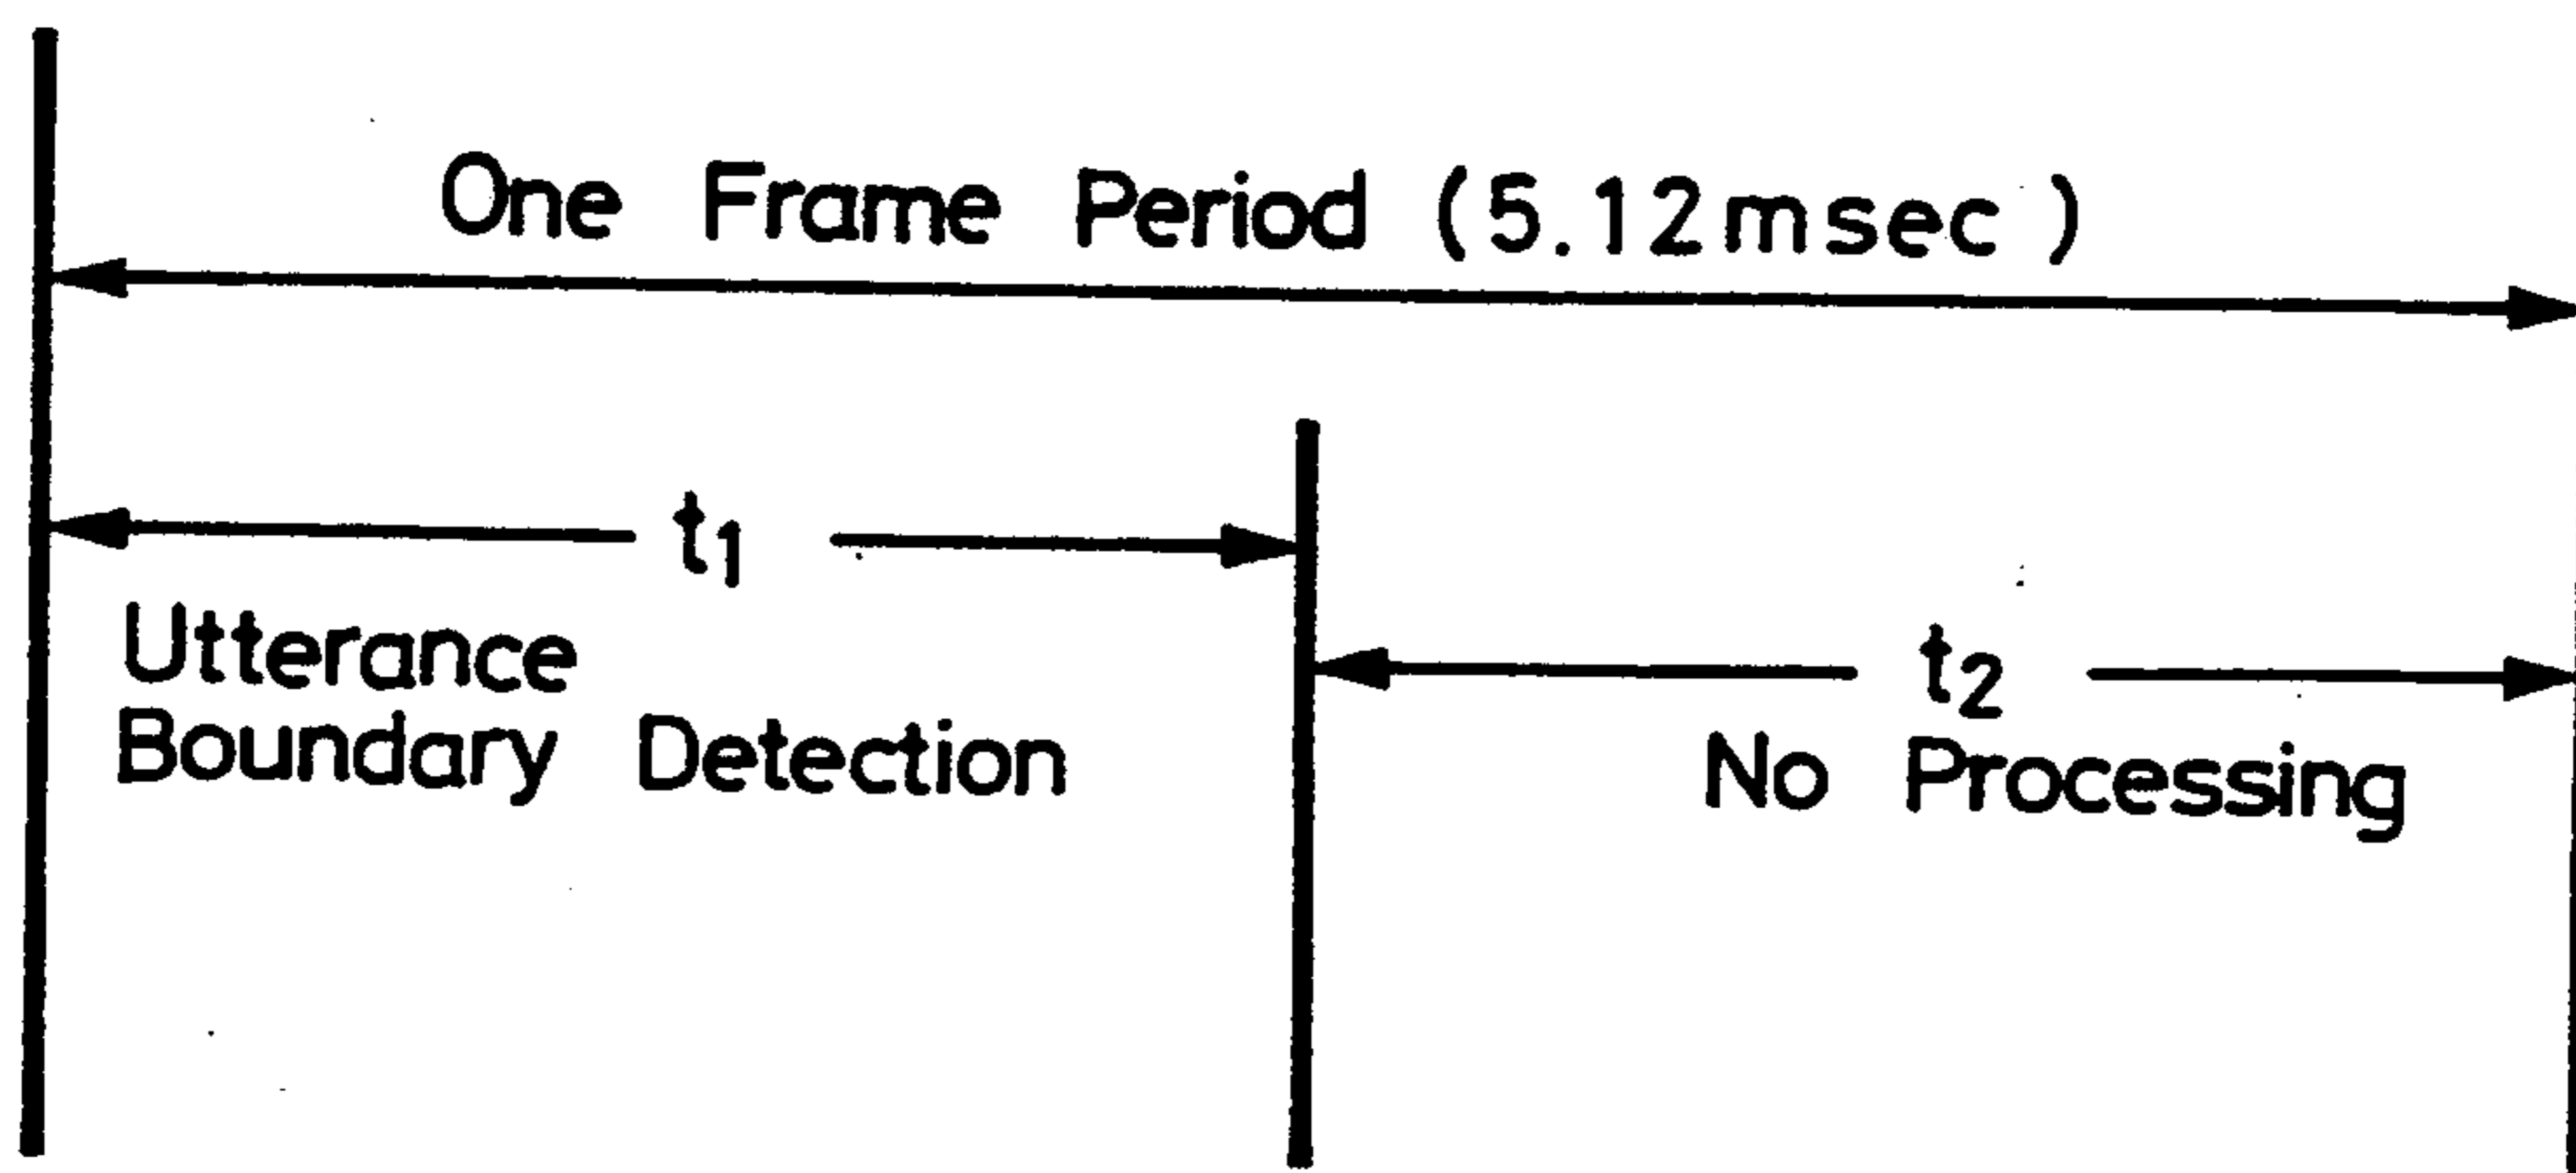 One Frame Period (5.12msec)
t1
Utterance
Boundary Detection
t2
No Processing